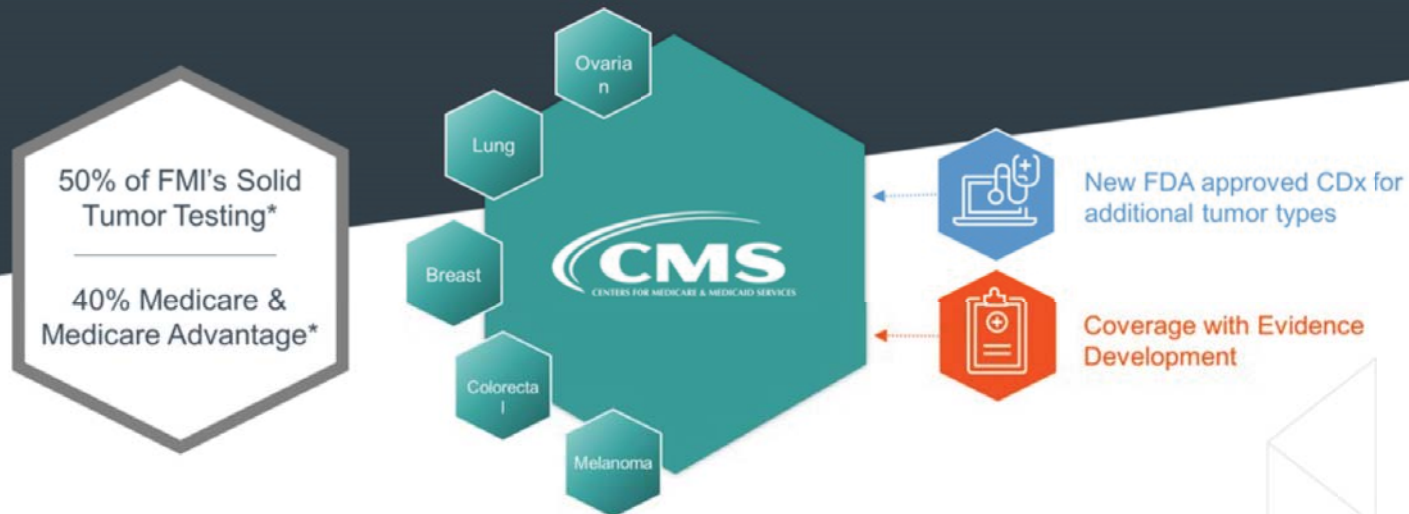 50% of FMI's Solid
Tumor Testing*
40% Medicare &
Medicare Advantage*
Ovaria
n
Lung
Breast
Colorecta
l
Melanoma
CMS
CENTERS FOR MEDICARE & MEDICAID SERVICES
New FDA approved CDx for
additional tumor types
Coverage with Evidence
Development